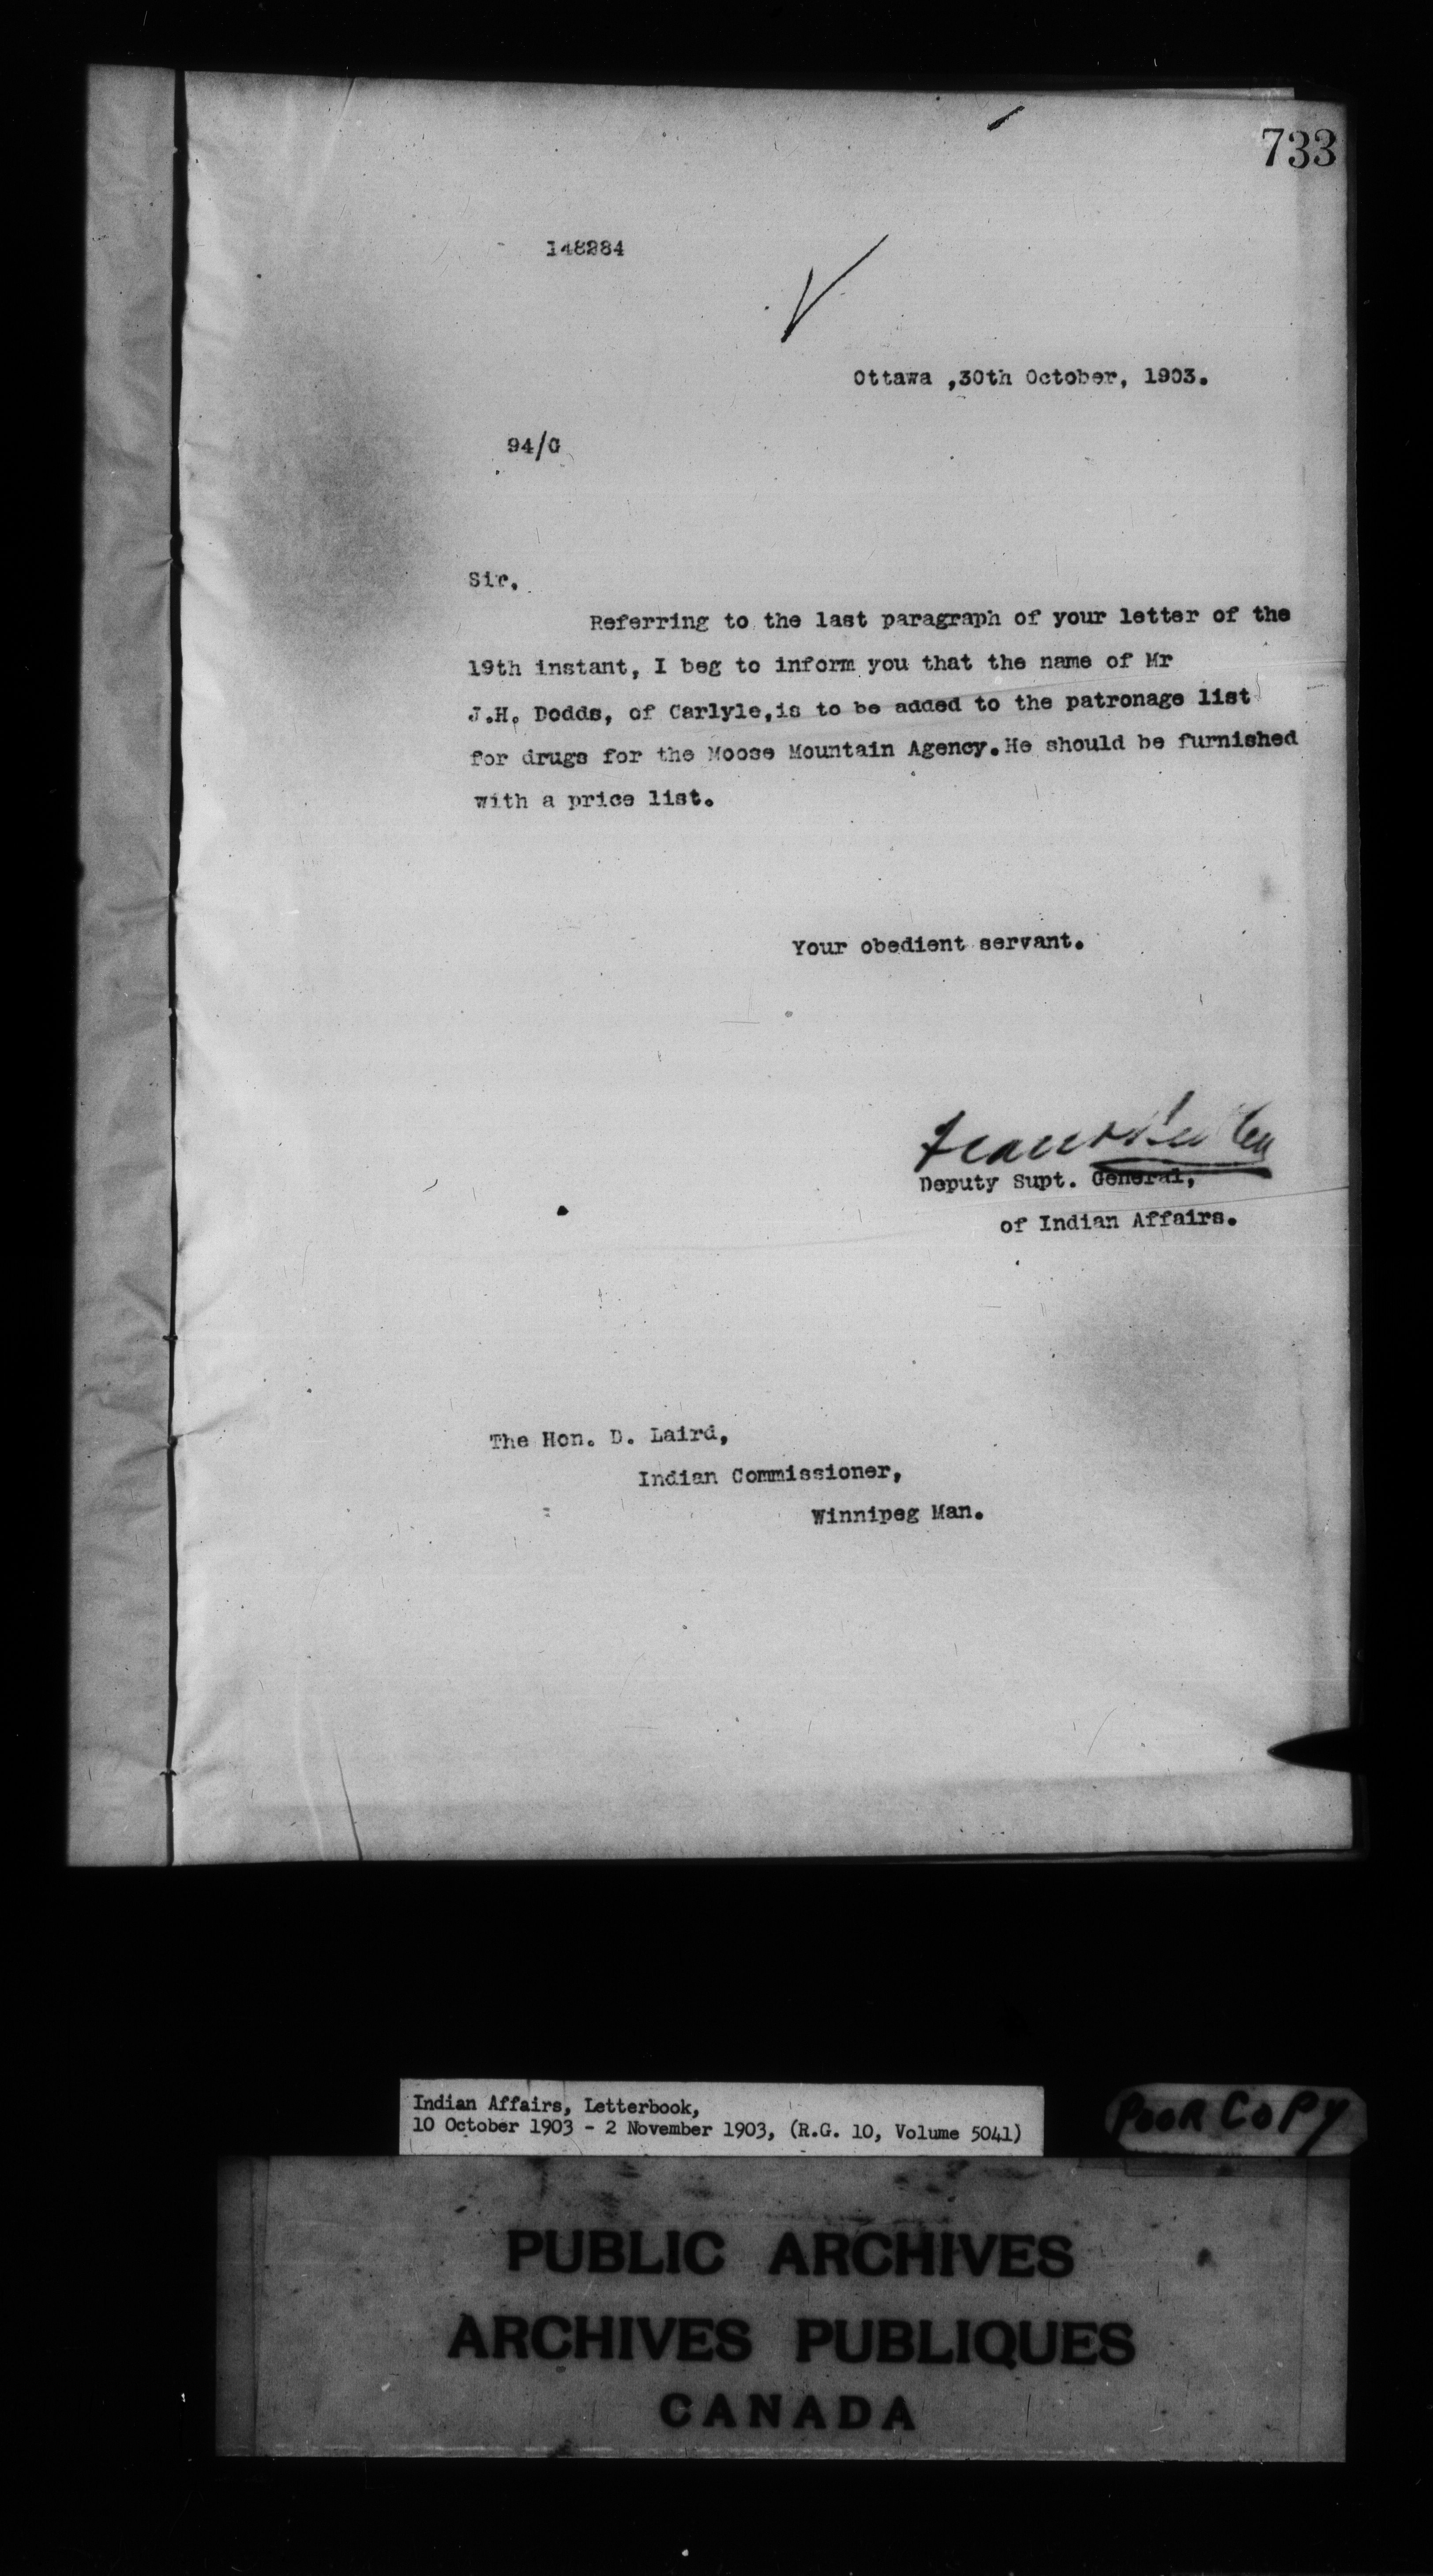 733
148284
Ottawa ,30th October, 1903.
94/G
Sir.
Referring to the last paragraph of your letter of the
19th instant, I beg to inform you that the name of Mr
J.H. Dodds, of Carlyle,is to be added to the patronage list
for drugs for the Moose Mountain Agency.He should be furnished
with a price list.
Your obedient servant.
Deputy Supt. General,
of Indian Affairs.
The Hon. D. Laird,
Indian Commissioner,
Winnipeg Man.
Indian Affairs, Letterbook,
10 October 1903 - 2 November 1903, (R.G. 10, Volume 5041)
POOR COPY
PUBLIC ARCHIVES
ARCHIVES PUBLIQUES
CANADA